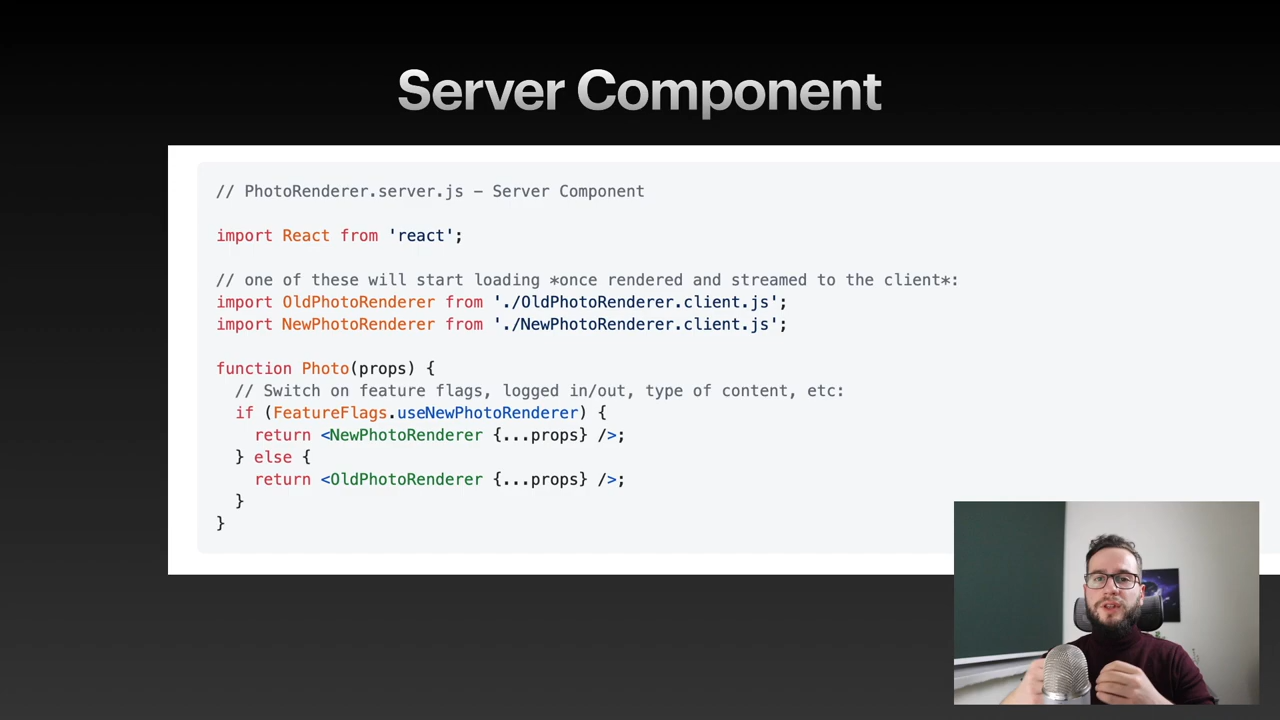 Server Component
// PhotoRenderer.server.js – Server Component
import React from 'react';
// one of these will start loading *once rendered and streamed to the client*:
import OldPhotoRenderer from './OldPhotoRenderer.client.js';
import NewPhotoRenderer from './NewPhotoRenderer.client.js';
function Photo(props) {
// Switch on feature flags, logged in/out, type of content, etc:
if (FeatureFlags.useNewPhotoRenderer) {
return <NewPhotoRenderer {...props} />;
} else {
return <OldPhotoRenderer {...props} />;
}
}